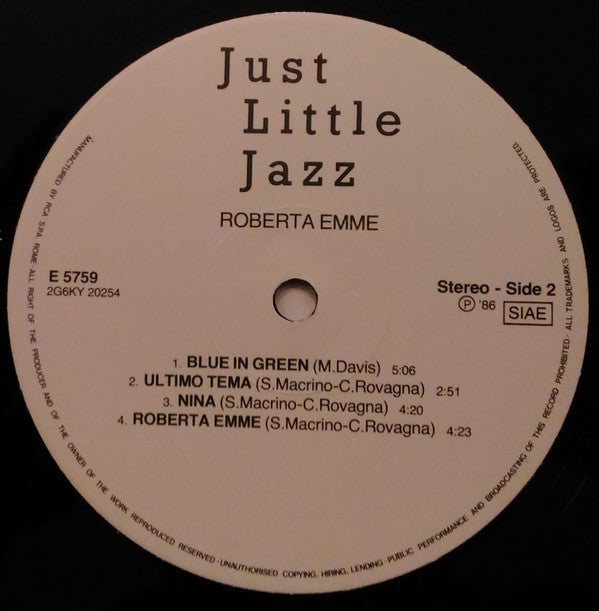 Just
Little
Jazz
ROBERTA EMME
E 5759
2G6KY 20254
Stereo - Side 2
Ⓟ '86 SIAE
1. BLUE IN GREEN (M.Davis) 5:06
2. ULTIMO TEMA (S.Macrino-C.Rovagna) 2:51
3. NINA (S.Macrino-C.Rovagna) 4:20
4. ROBERTA EMME (S.Macrino-C.Rovagna) 4:23
MANUFACTURED BY RCA S.P.A. ROME· ALL RIGHT OF THE PRODUCER AND OF THE OWNER OF THE WORK REPRODUCED RESERVED·UNAUTHORISED COPYING, HIRING, LENDING·PUBLIC PERFORMANCE AND BROADCASTING OF THIS RECORD PROHIBITED· ALL TRADEMARKS AND LOGOS ARE PROTECTED